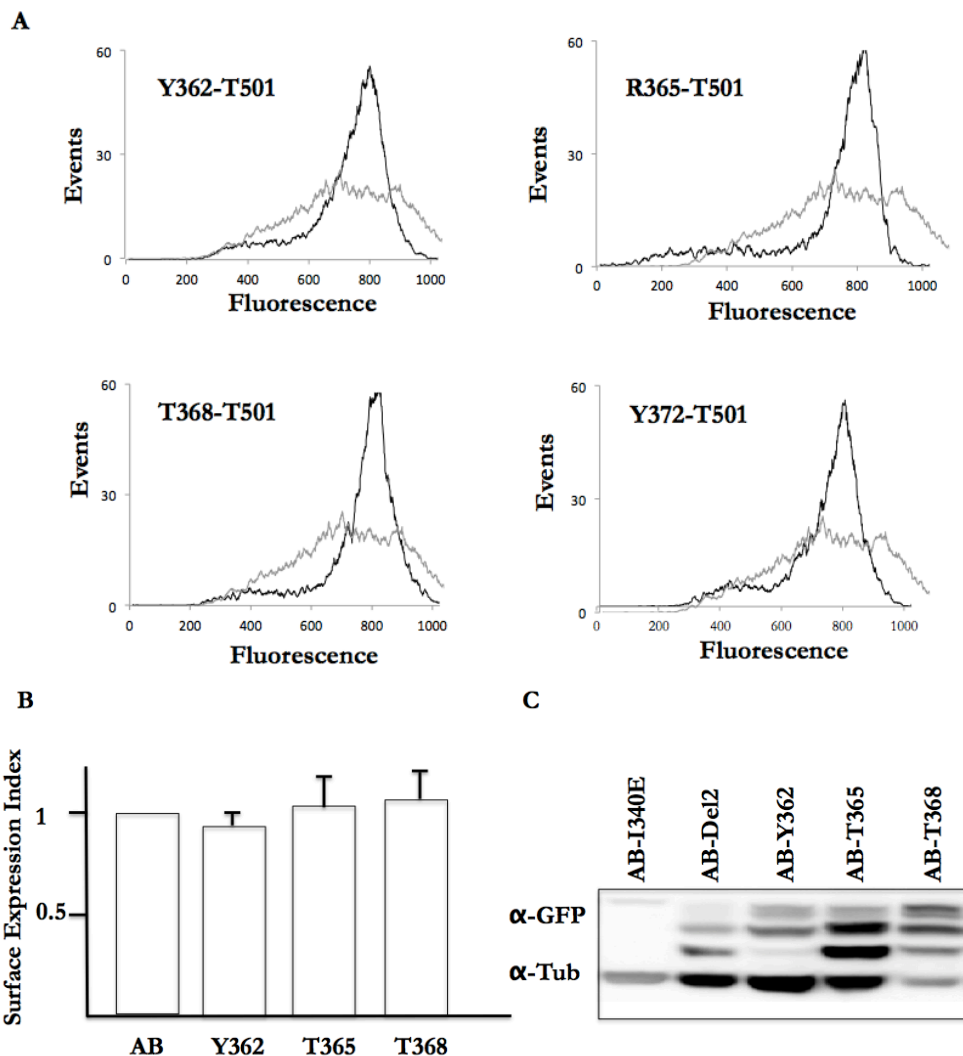 A
60
30
0
Events
Y362-T501
0 200 400 600 800 1000
Fluorescence
60
30
0
Events
R365-T501
0 200 400 600 800 1000
Fluorescence
60
30
0
Events
T368-T501
0 200 400 600 800 1000
Fluorescence
60
30
0
Events
Y372-T501
0 200 400 600 800 1000
Fluorescence
B
Surface Expression Index
1
0.5
AB Y362 T365 T368
C
AB-I340E
AB-Del2
AB-Y362
AB-T365
AB-T368
α-GFP
α-Tub